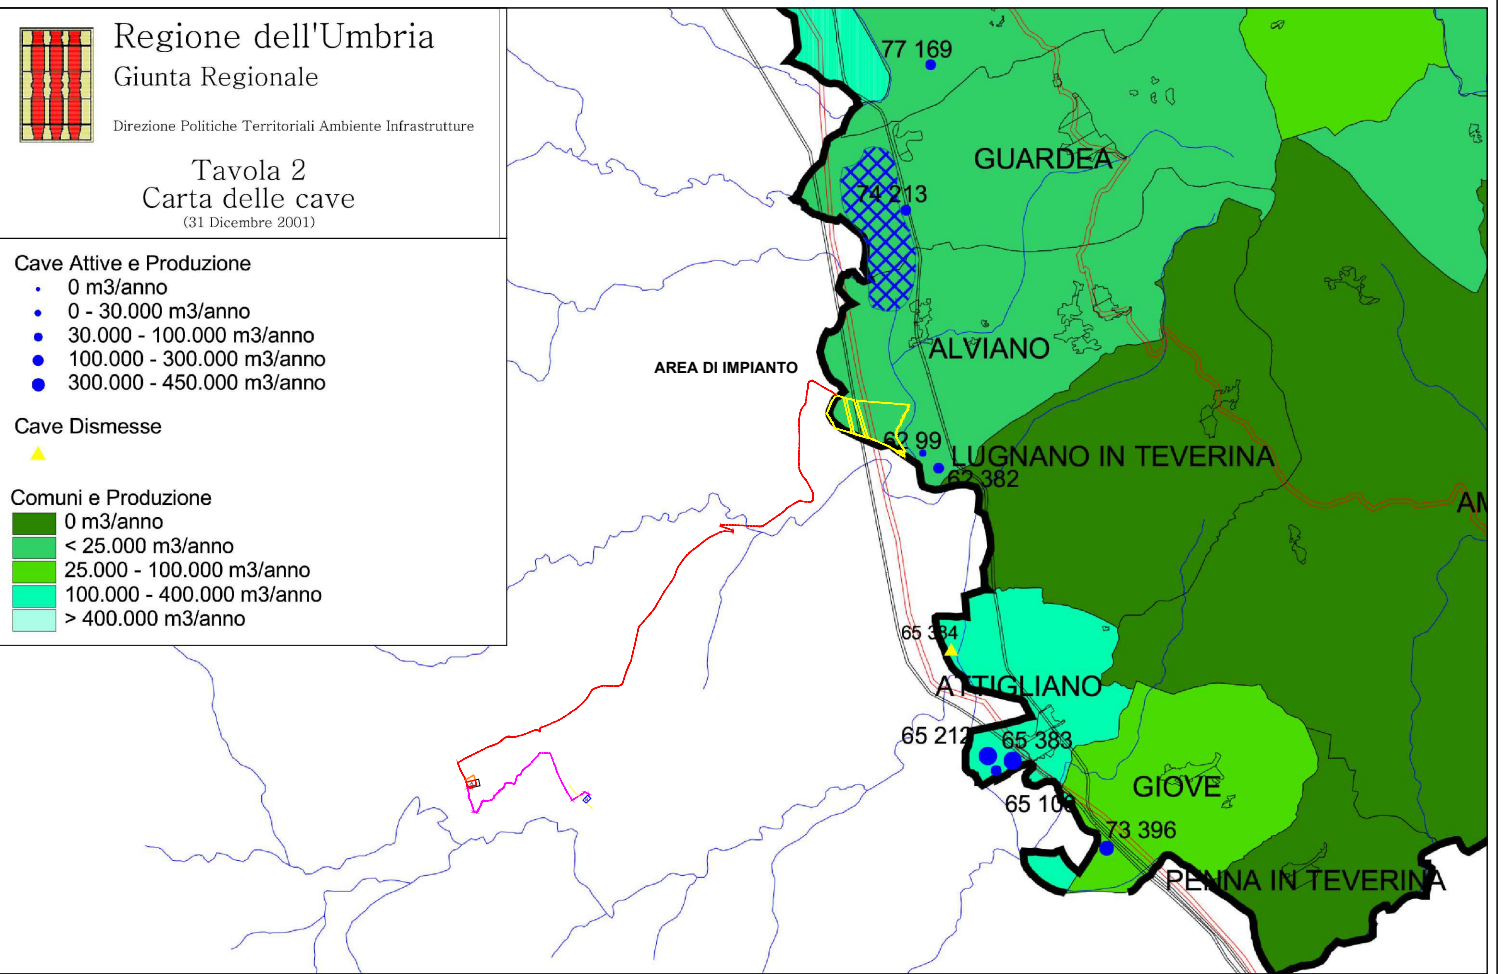 Regione dell'Umbria
Giunta Regionale
Direzione Politiche Territoriali Ambiente Infrastrutture
Tavola 2
Carta delle cave
(31 Dicembre 2001)
Cave Attive e Produzione
0 m3/anno
0 - 30.000 m3/anno
30.000 - 100.000 m3/anno
100.000 - 300.000 m3/anno
300.000 - 450.000 m3/anno
Cave Dismesse
Comuni e Produzione
0 m3/anno
< 25.000 m3/anno
25.000 - 100.000 m3/anno
100.000 - 400.000 m3/anno
> 400.000 m3/anno
77 169
GUARDEA
74 213
ALVIANO
AREA DI IMPIANTO
62 99
LUGNANO IN TEVERINA
62 382
AM
65 384
ATTIGLIANO
65 212
65 383
GIOVE
65
73 396
PENNA IN TEVERINA